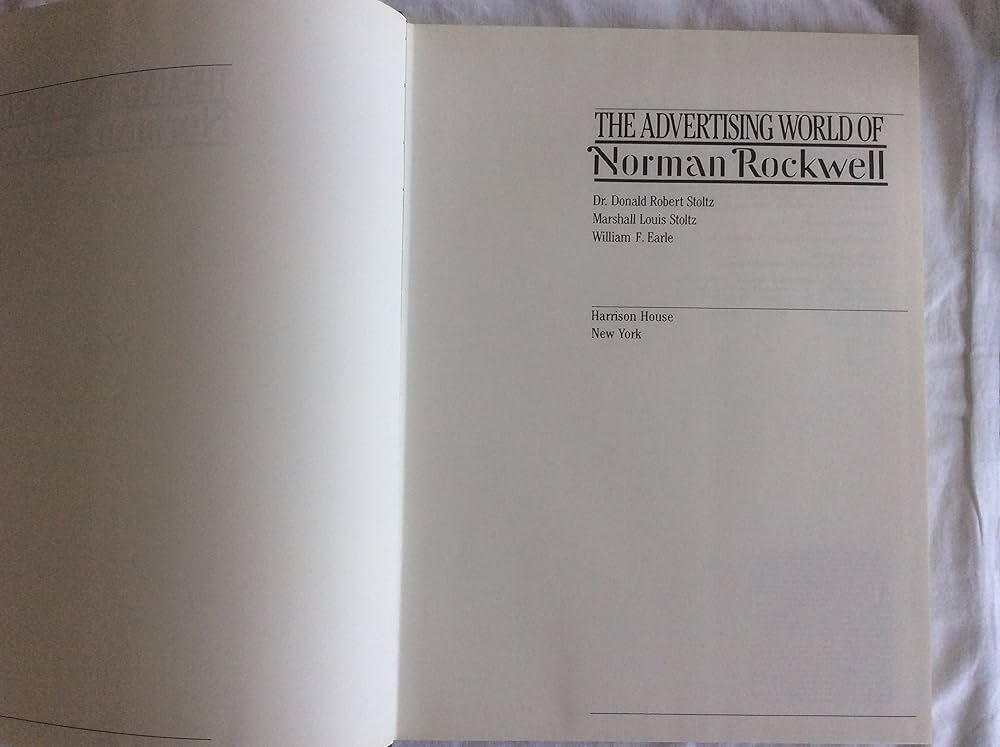 THE ADVERTISING WORLD OF
Norman Rockwell
Dr. Donald Robert Stoltz
Marshall Louis Stoltz
William F. Earle
Harrison House
New York